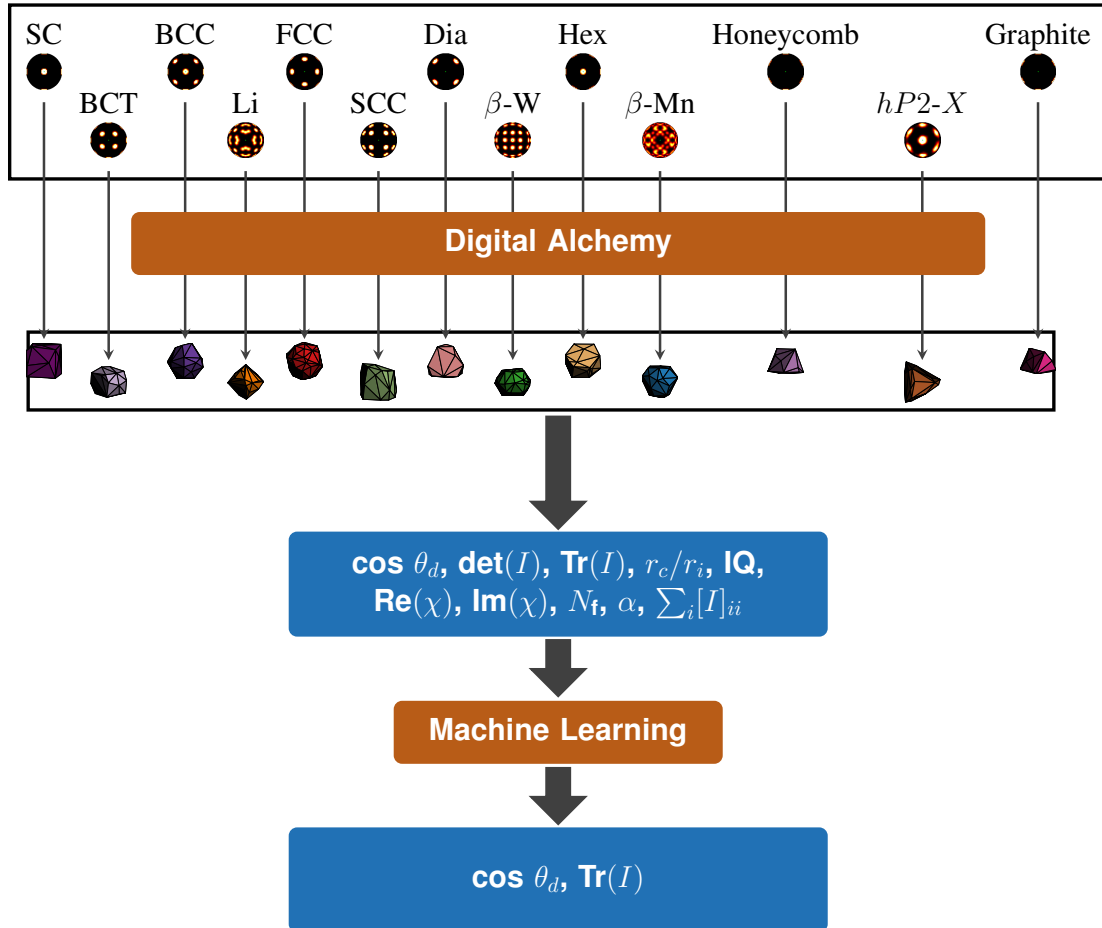 SC BCC FCC Dia Hex Honeycomb Graphite
BCT Li SCC β-W β-Mn hP2-X
Digital Alchemy
cos θ_d, det(I), Tr(I), r_c/r_i, IQ,
Re(χ), Im(χ), N_f, α, ∑_i[I]_{ii}
Machine Learning
cos θ_d, Tr(I)